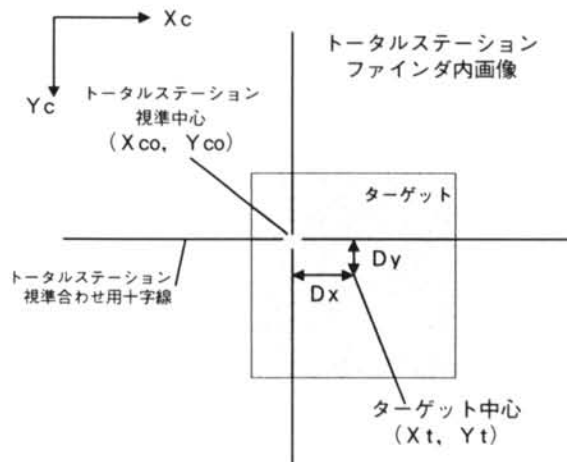 Xc
Yc
トータルステーション
ファインダ内画像
トータルステーション
視準中心
(Xco, Yco)
ターゲット
トータルステーション
視準合わせ用十字線
Dy
Dx
ターゲット中心
(Xt, Yt)